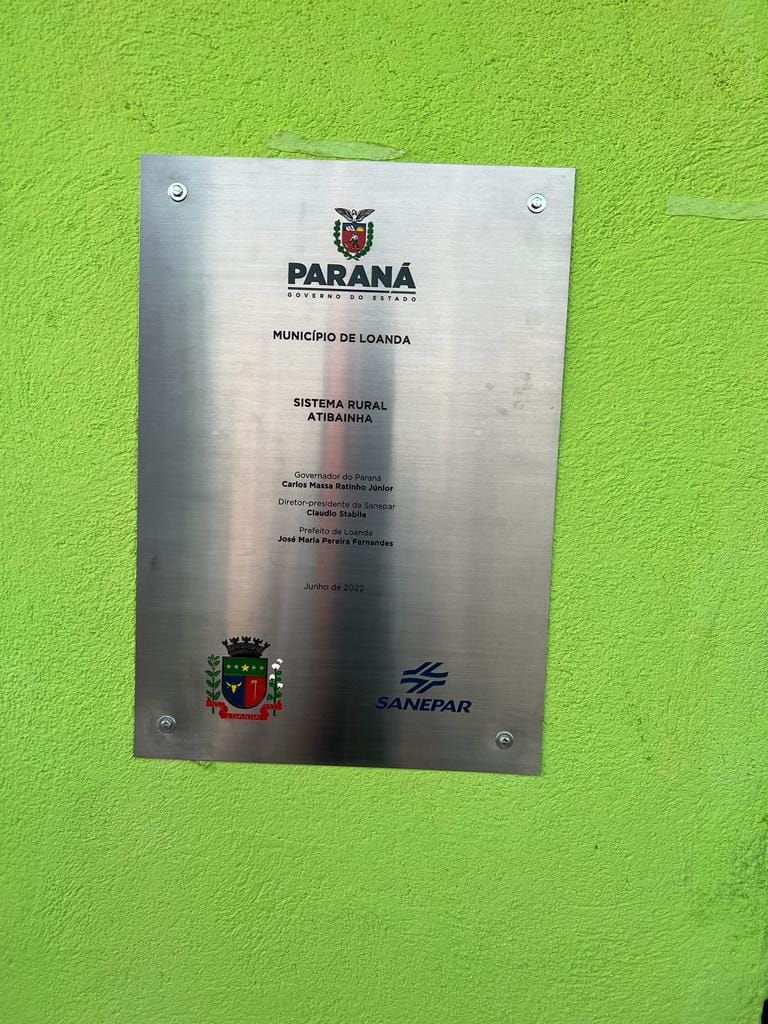 PARANÁ
GOVERNO DO ESTADO
MUNICÍPIO DE LOANDA
SISTEMA RURAL
ATIBAINHA
Governador do Paraná
Carlos Massa Ratinho Júnior
Diretor-presidente da Sanepar
Claudio Stabile
Prefeito de Loanda
José Maria Pereira Fernandes
Junho de 2022
LOANDA
SANEPAR